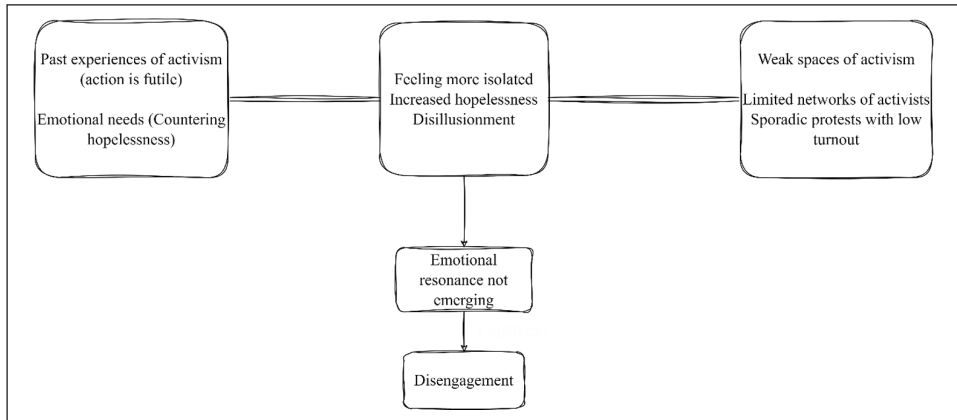 Past experiences of activism
(action is futile)
Emotional needs (Countering
hopelessness)
Feeling more isolated
Increased hopelessness
Disillusionment
Weak spaces of activism
Limited networks of activists
Sporadic protests with low
turnout
Emotional
resonance not
emerging
Disengagement